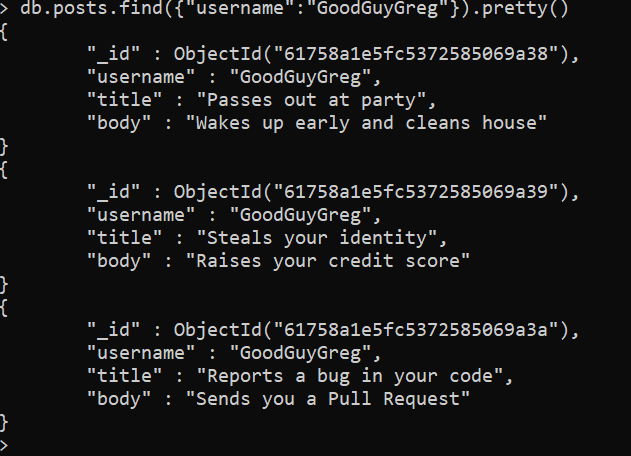 > db.posts.find({"username":"GoodGuyGreg"}).pretty()
{
        "_id" : ObjectId("61758a1e5fc5372585069a38"),
        "username" : "GoodGuyGreg",
        "title" : "Passes out at party",
        "body" : "Wakes up early and cleans house"
}
{
        "_id" : ObjectId("61758a1e5fc5372585069a39"),
        "username" : "GoodGuyGreg",
        "title" : "Steals your identity",
        "body" : "Raises your credit score"
}
{
        "_id" : ObjectId("61758a1e5fc5372585069a3a"),
        "username" : "GoodGuyGreg",
        "title" : "Reports a bug in your code",
        "body" : "Sends you a Pull Request"
}
>